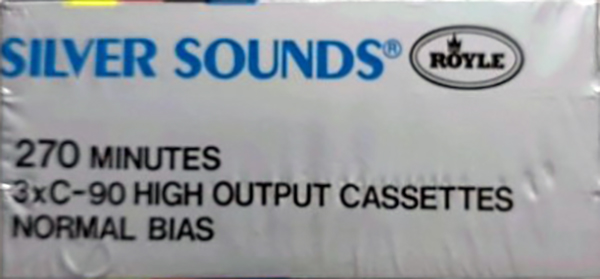 SILVER SOUNDS® ROYLE
270 MINUTES
3xC-90 HIGH OUTPUT CASSETTES
NORMAL BIAS